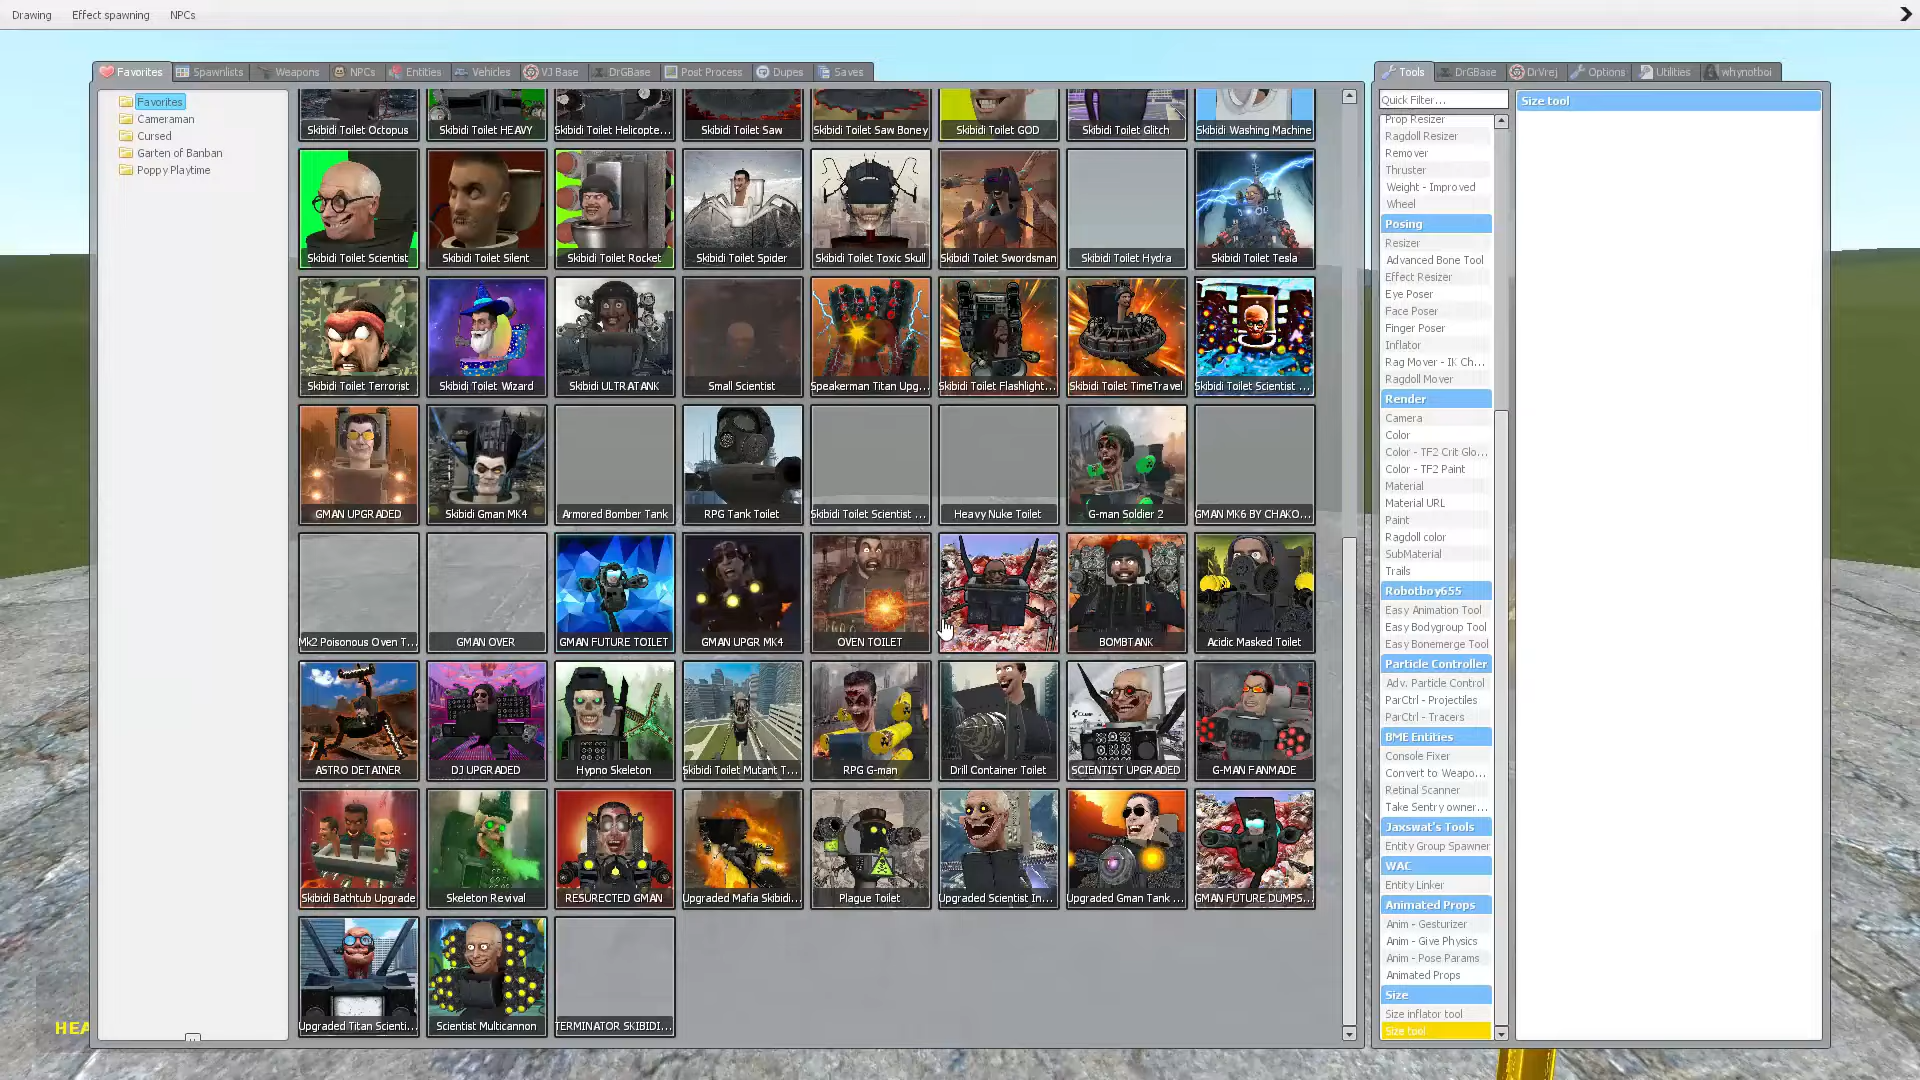 Drawing Effect spawning NPCs
Favorites Spawnlists Weapons NPCs Entities Vehicles VJ Base DrGBase Post Process Dupes Saves
Favorites
Cameraman
Cursed
Garten of Banban
Poppy Playtime
Skibidi Toilet Octopus Skibidi Toilet HEAVY Skibidi Toilet Helicopte... Skibidi Toilet Saw Skibidi Toilet Saw Boney Skibidi Toilet GOD Skibidi Toilet Glitch Skibidi Washing Machine
Skibidi Toilet Scientist Skibidi Toilet Silent Skibidi Toilet Rocket Skibidi Toilet Spider Skibidi Toilet Toxic Skull Skibidi Toilet Swordsman Skibidi Toilet Hydra Skibidi Toilet Tesla
Skibidi Toilet Terrorist Skibidi Toilet Wizard Skibidi ULTRATANK Small Scientist Speakerman Titan Upg... Skibidi Toilet Flashlight... Skibidi Toilet TimeTravel Skibidi Toilet Scientist ...
GMAN UPGRADED Skibidi Gman MK4 Armored Bomber Tank RPG Tank Toilet Skibidi Toilet Scientist ... Heavy Nuke Toilet G-man Soldier 2 GMAN MK6 BY CHAKO...
Mk2 Poisonous Oven T... GMAN OVER GMAN FUTURE TOILET GMAN UPGR MK4 OVEN TOILET BOMBTANK Acidic Masked Toilet
ASTRO DETAINER DJ UPGRADED Hypno Skeleton Skibidi Toilet Mutant T... RPG G-man Drill Container Toilet SCIENTIST UPGRADED G-MAN FANMADE
Skibidi Bathtub Upgrade Skeleton Revival RESURECTED GMAN Upgraded Mafia Skibidi... Plague Toilet Upgraded Scientist In... Upgraded Gman Tank ... GMAN FUTURE DUMPS...
Upgraded Titan Scienti... Scientist Multicannon TERMINATOR SKIBIDI...
HEA
Tools DrGBase DrVrej Options Utilities whynotboi
Quick Filter...
Prop Resizer
Ragdoll Resizer
Remover
Thruster
Weight - Improved
Wheel
Posing
Resizer
Advanced Bone Tool
Effect Resizer
Eye Poser
Face Poser
Finger Poser
Inflator
Rag Mover - IK Ch...
Ragdoll Mover
Render
Camera
Color
Color - TF2 Crit Glo...
Color - TF2 Paint
Material
Material URL
Paint
Ragdoll color
SubMaterial
Trails
Robotboy655
Easy Animation Tool
Easy Bodygroup Tool
Easy Bonemerge Tool
Particle Controller
Adv. Particle Control
ParCtrl - Projectiles
ParCtrl - Tracers
BME Entities
Console Fixer
Convert to Weapo...
Retinal Scanner
Take Sentry owner...
Jaxswat's Tools
Entity Group Spawner
WAC
Entity Linker
Animated Props
Anim - Gesturizer
Anim - Give Physics
Anim - Pose Params
Animated Props
Size
Size inflator tool
Size tool
Size tool